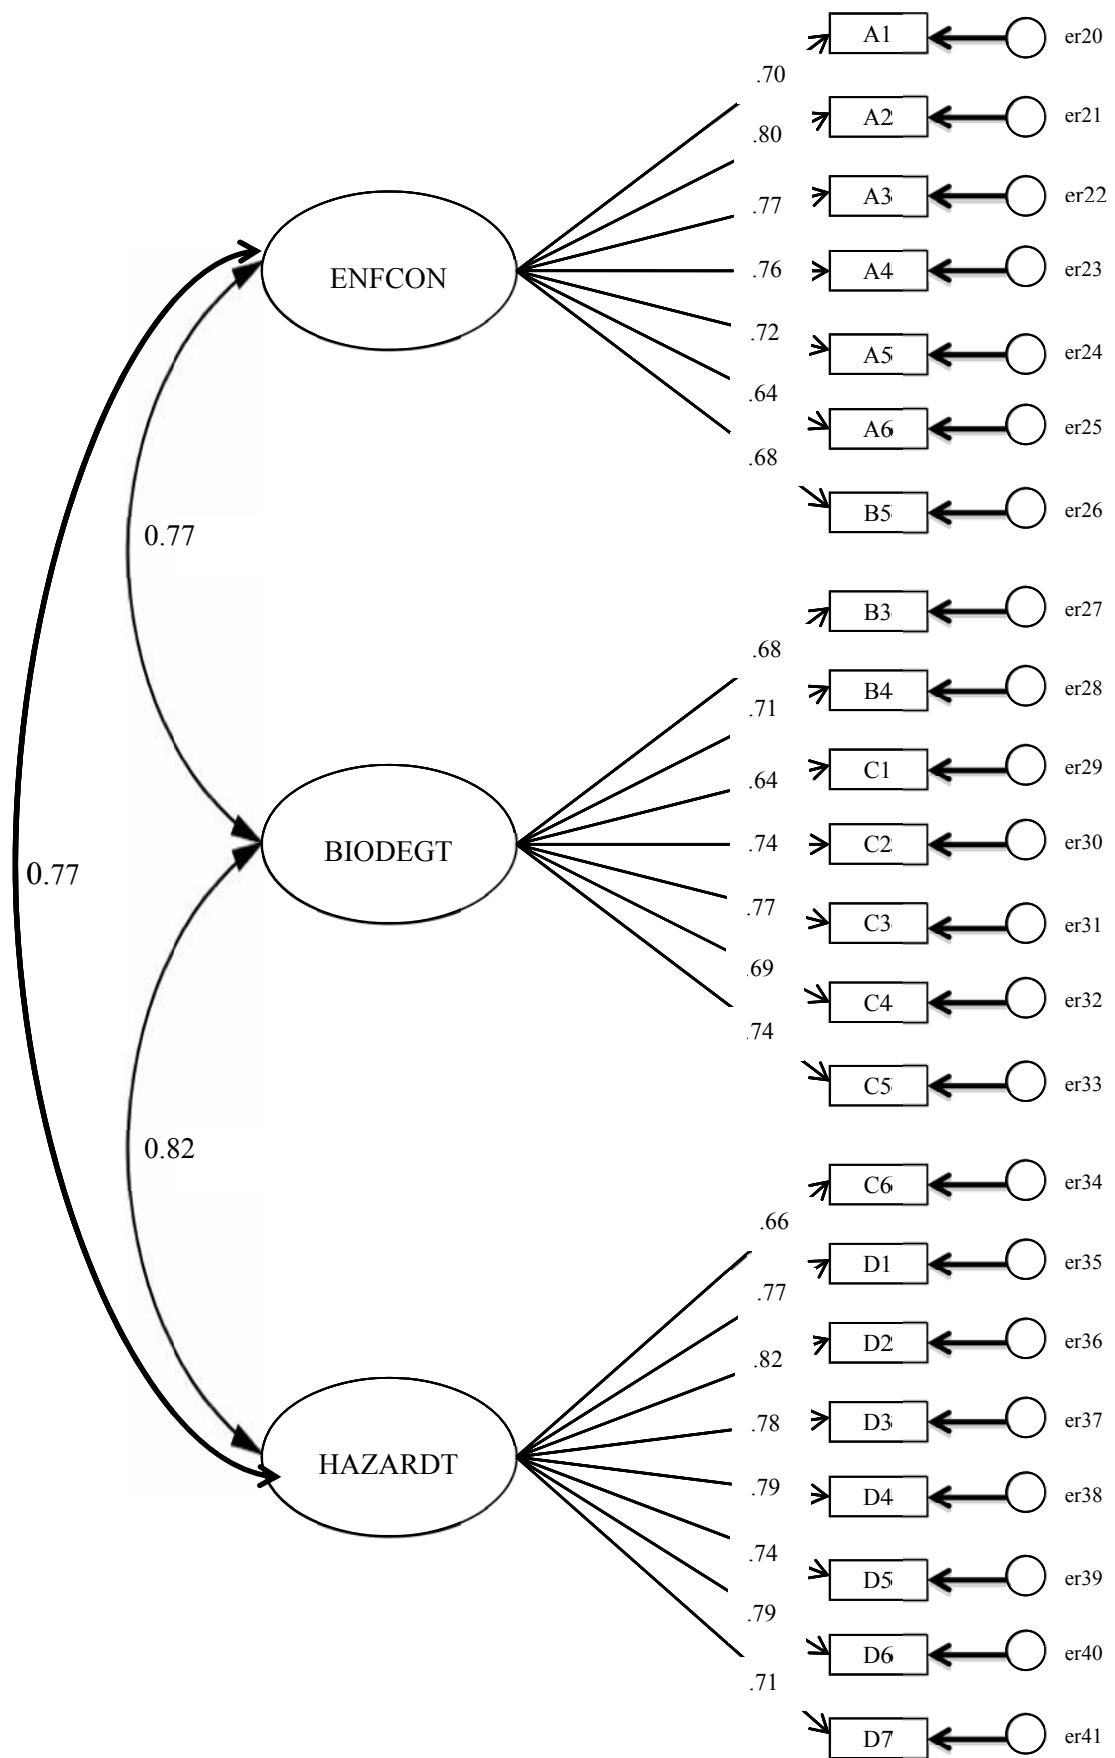 A1 er20
.70
A2 er21
.80
A3 er22
.77
ENFCON
A4 er23
.76
.72
A5 er24
.64
A6 er25
.68
B5 er26
0.77
B3 er27
.68
B4 er28
.71
C1 er29
.64
C2 er30
.74
BIODEGT
0.77
.77
C3 er31
.69
C4 er32
.74
C5 er33
0.82
C6 er34
.66
D1 er35
.77
D2 er36
.82
D3 er37
.78
HAZARDT
.79
D4 er38
.74
D5 er39
.79
D6 er40
.71
D7 er41